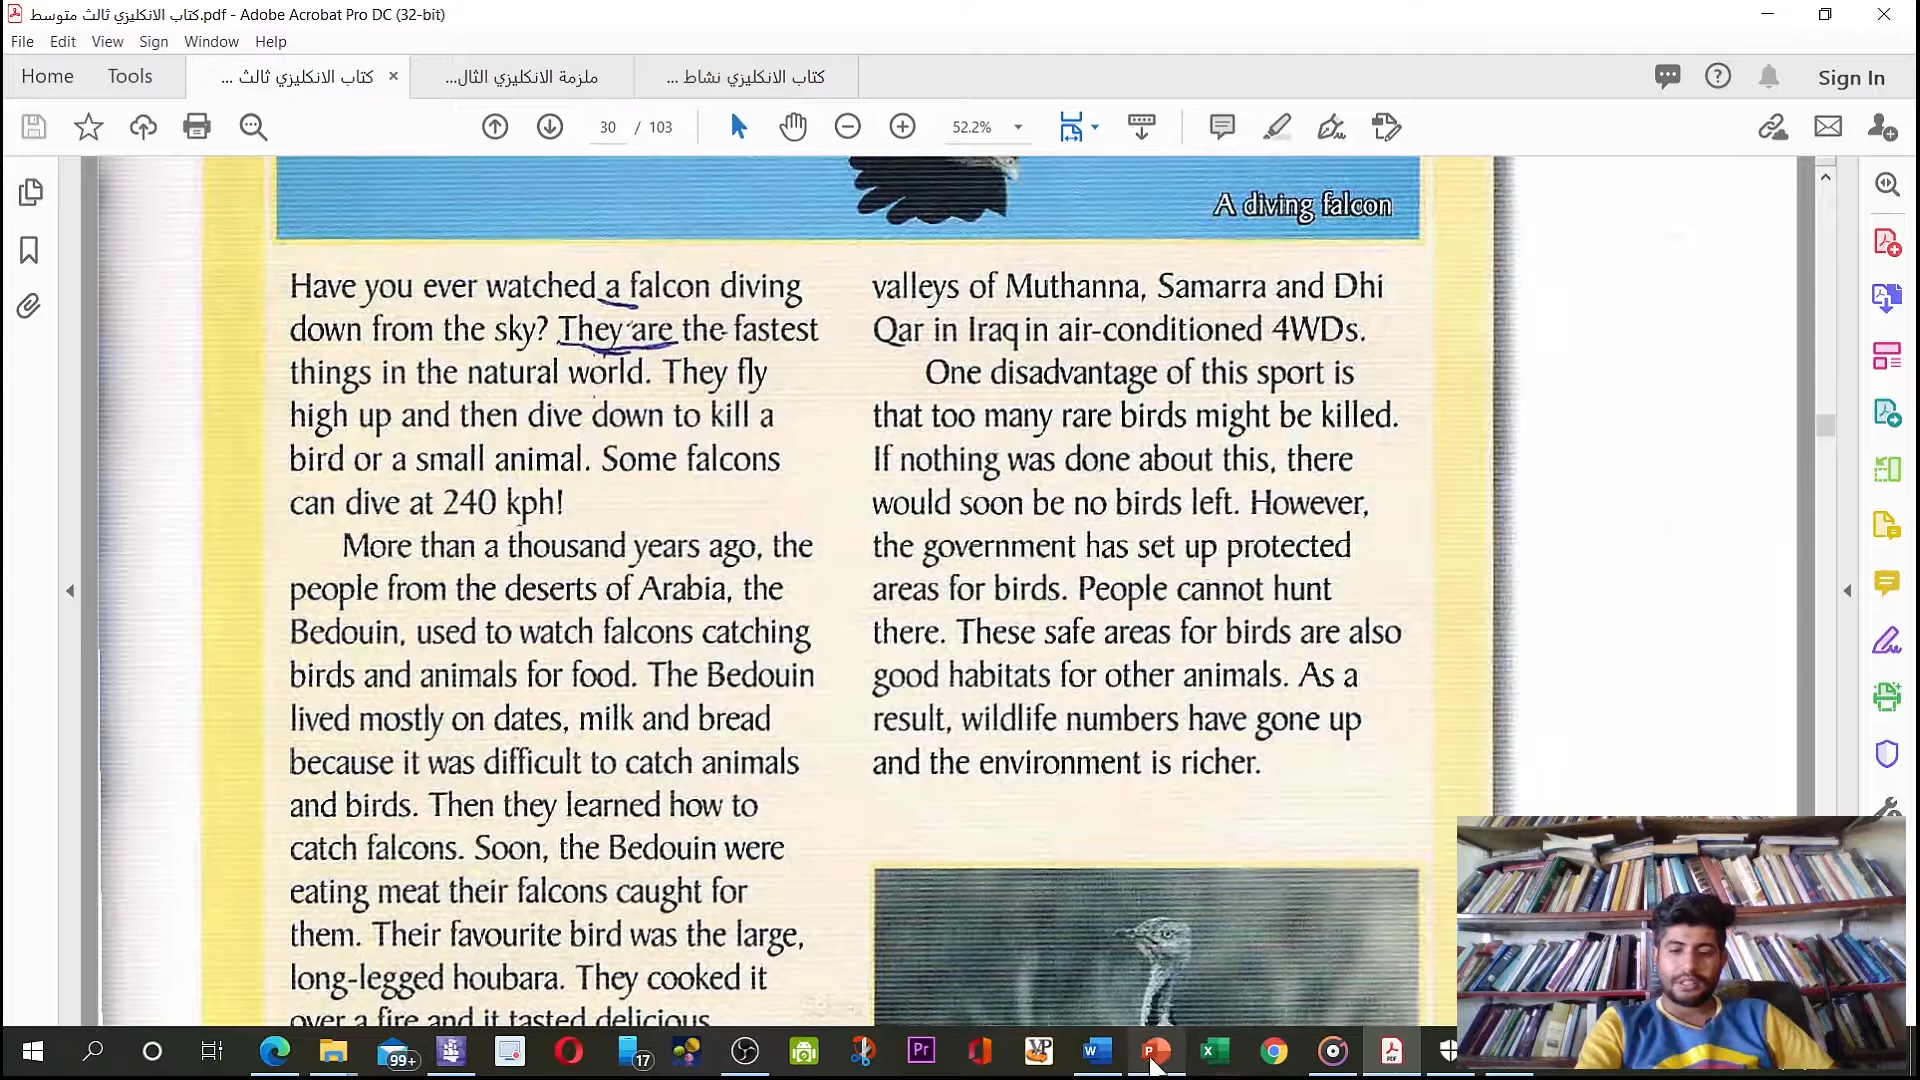 كتاب الانكليزي ثالث متوسط.pdf - Adobe Acrobat Pro DC (32-bit)
File Edit View Sign Window Help
Home Tools كتاب الانكليزي ثالث ... × ملزمة الانكليزي الثال... كتاب الانكليزي نشاط ... Sign In
30 / 103 52.2%
A diving falcon
Have you ever watched a falcon diving
down from the sky? They are the fastest
things in the natural world. They fly
high up and then dive down to kill a
bird or a small animal. Some falcons
can dive at 240 kph!
More than a thousand years ago, the
people from the deserts of Arabia, the
Bedouin, used to watch falcons catching
birds and animals for food. The Bedouin
lived mostly on dates, milk and bread
because it was difficult to catch animals
and birds. Then they learned how to
catch falcons. Soon, the Bedouin were
eating meat their falcons caught for
them. Their favourite bird was the large,
long-legged houbara. They cooked it
over a fire and it tasted delicious.
valleys of Muthanna, Samarra and Dhi
Qar in Iraq in air-conditioned 4WDs.
One disadvantage of this sport is
that too many rare birds might be killed.
If nothing was done about this, there
would soon be no birds left. However,
the government has set up protected
areas for birds. People cannot hunt
there. These safe areas for birds are also
good habitats for other animals. As a
result, wildlife numbers have gone up
and the environment is richer.
99+ 17 Pr VP W P X PDF